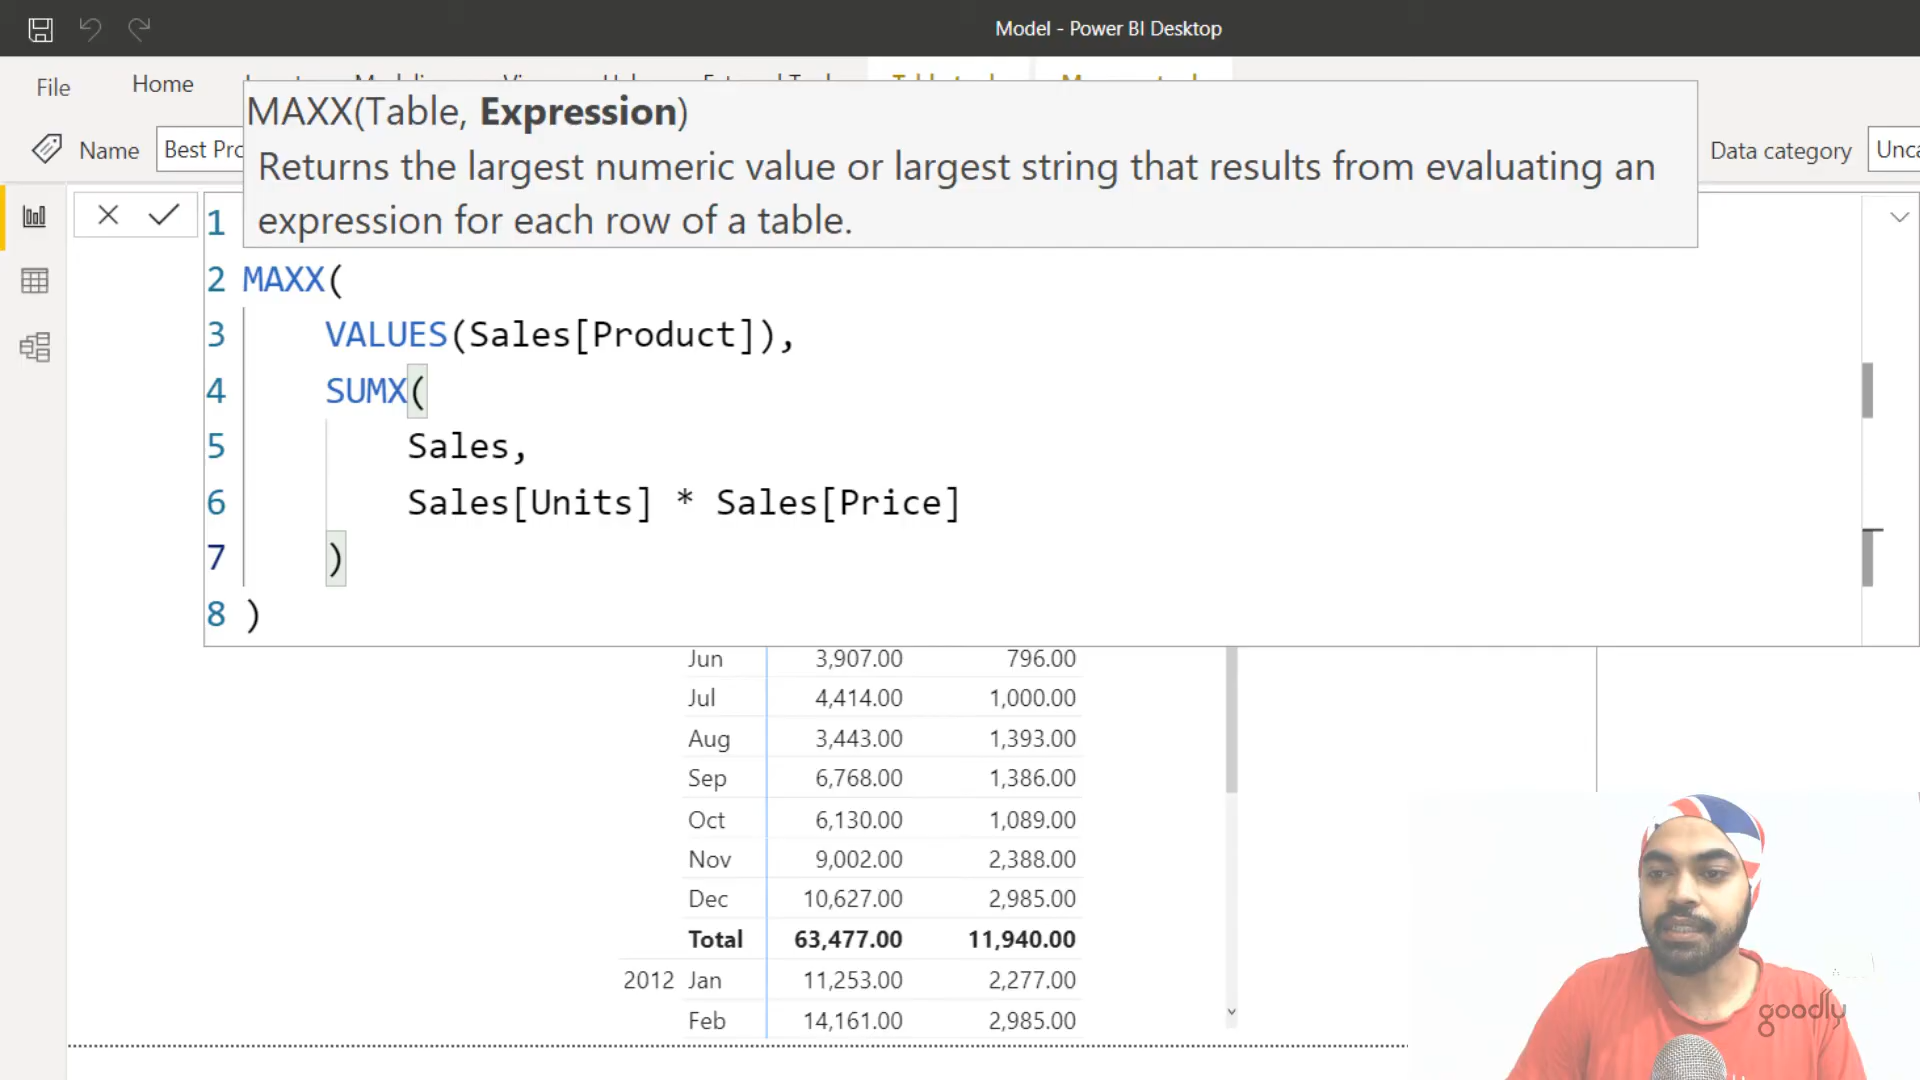 Model - Power BI Desktop
File Home
MAXX(Table, Expression)
Returns the largest numeric value or largest string that results from evaluating an
expression for each row of a table.
Name Best Pro
Data category Unca
1
2 MAXX(
3 VALUES(Sales[Product]),
4 SUMX(
5 Sales,
6 Sales[Units] * Sales[Price]
7 )
8 )
Jun 3,907.00 796.00
Jul 4,414.00 1,000.00
Aug 3,443.00 1,393.00
Sep 6,768.00 1,386.00
Oct 6,130.00 1,089.00
Nov 9,002.00 2,388.00
Dec 10,627.00 2,985.00
Total 63,477.00 11,940.00
2012 Jan 11,253.00 2,277.00
Feb 14,161.00 2,985.00
goodly